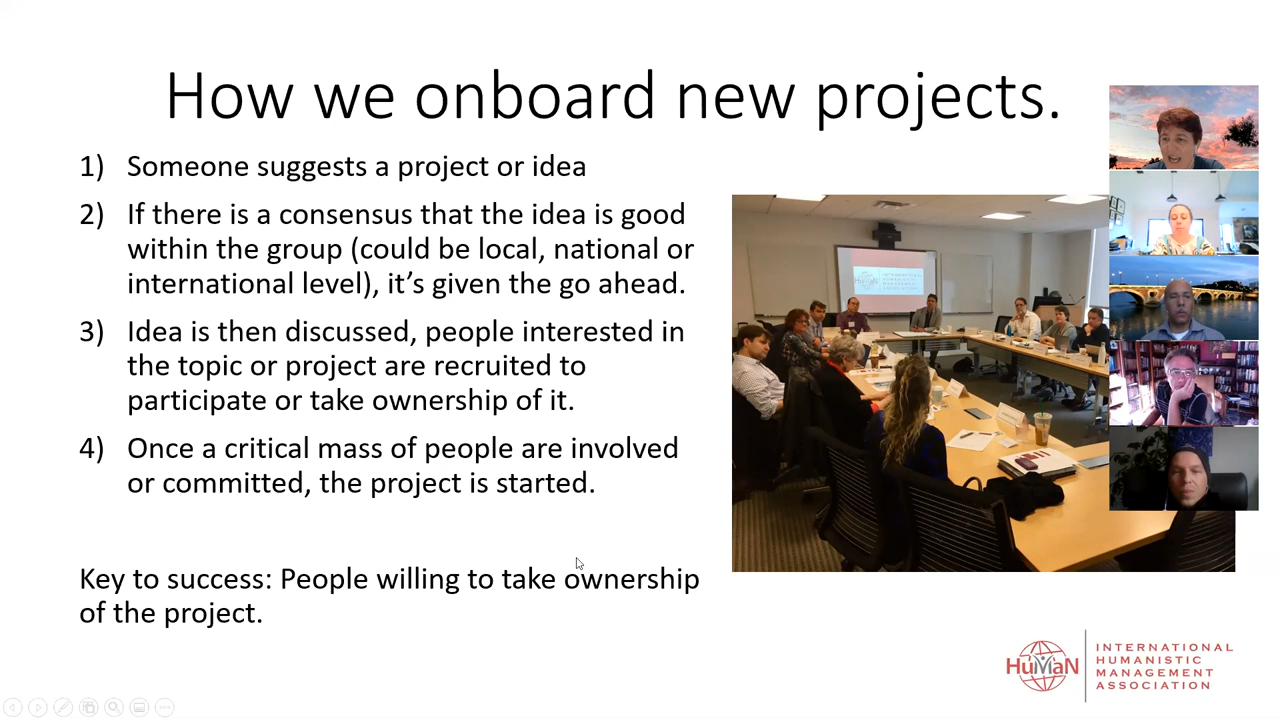 How we onboard new projects.
1) Someone suggests a project or idea
2) If there is a consensus that the idea is good
within the group (could be local, national or
international level), it’s given the go ahead.
3) Idea is then discussed, people interested in
the topic or project are recruited to
participate or take ownership of it.
4) Once a critical mass of people are involved
or committed, the project is started.
Key to success: People willing to take ownership
of the project.
HuMaN
INTERNATIONAL
HUMANISTIC
MANAGEMENT
ASSOCIATION